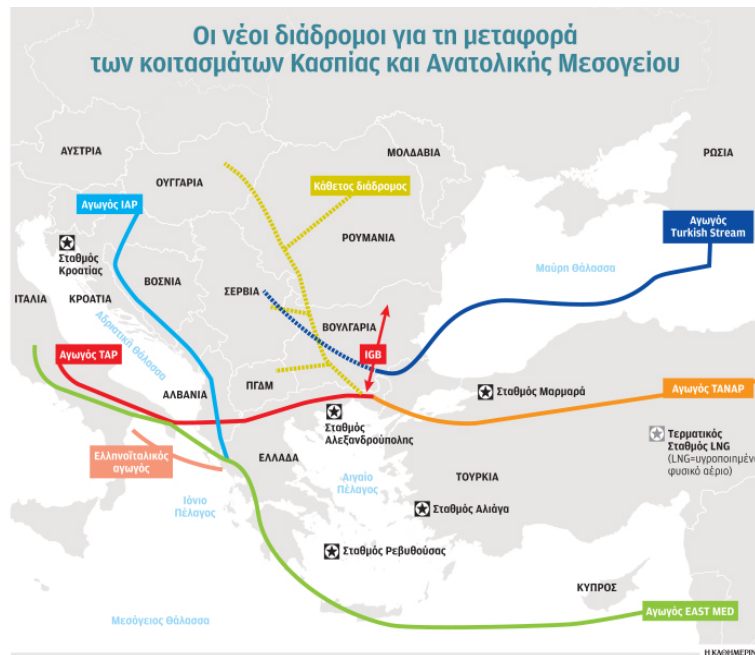 Οι νέοι διάδρομοι για τη μεταφορά
των κοιτασμάτων Κασπίας και Ανατολικής Μεσογείου
ΑΥΣΤΡΙΑ
ΜΟΛΔΑΒΙΑ
ΡΩΣΙΑ
ΟΥΓΓΑΡΙΑ
Κάθετος διάδρομος
Αγωγός IAP
ΡΟΥΜΑΝΙΑ
Αγωγός
Turkish Stream
Σταθμός
Κροατίας
Μαύρη Θάλασσα
ΒΟΣΝΙΑ
ΣΕΡΒΙΑ
ΙΤΑΛΙΑ
ΚΡΟΑΤΙΑ
Αδριατική Θάλασσα
ΒΟΥΛΓΑΡΙΑ
Αγωγός TAP
IGB
ΠΓΔΜ
ΑΛΒΑΝΙΑ
Σταθμός Μαρμαρά
Αγωγός TANAP
Σταθμός
Αλεξανδρούπολης
Τερματικός
Σταθμός LNG
(LNG=υγροποιημένο
φυσικό αέριο)
Ελληνοϊταλικός
αγωγός
ΕΛΛΑΔΑ
Αιγαίο
Πέλαγος
ΤΟΥΡΚΙΑ
Ιόνιο
Πέλαγος
Σταθμός Αλιάγα
Σταθμός Ρεβυθούσας
ΚΥΠΡΟΣ
Αγωγός EAST MED
Μεσόγειος Θάλασσα
Η ΚΑΘΗΜΕΡΙΝ